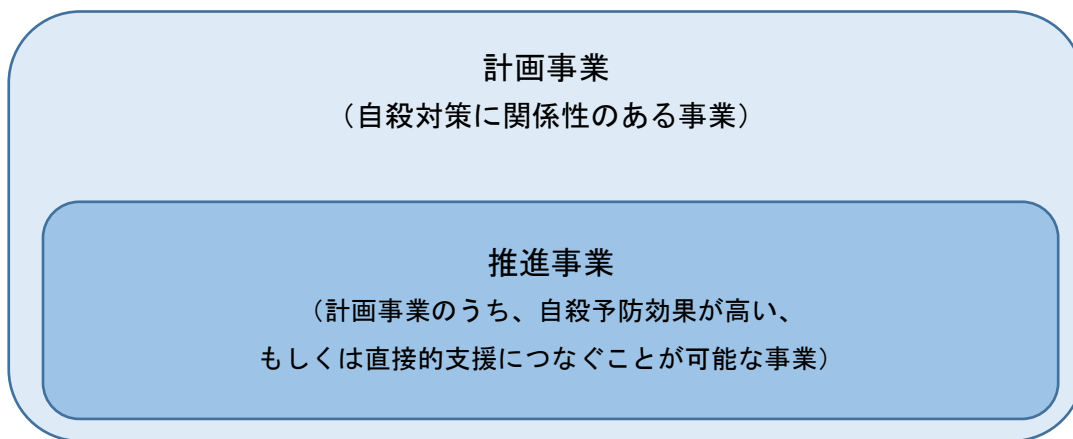 計画事業
（自殺対策に関係性のある事業）
推進事業
（計画事業のうち、自殺予防効果が高い、
もしくは直接的支援につなぐことが可能な事業）